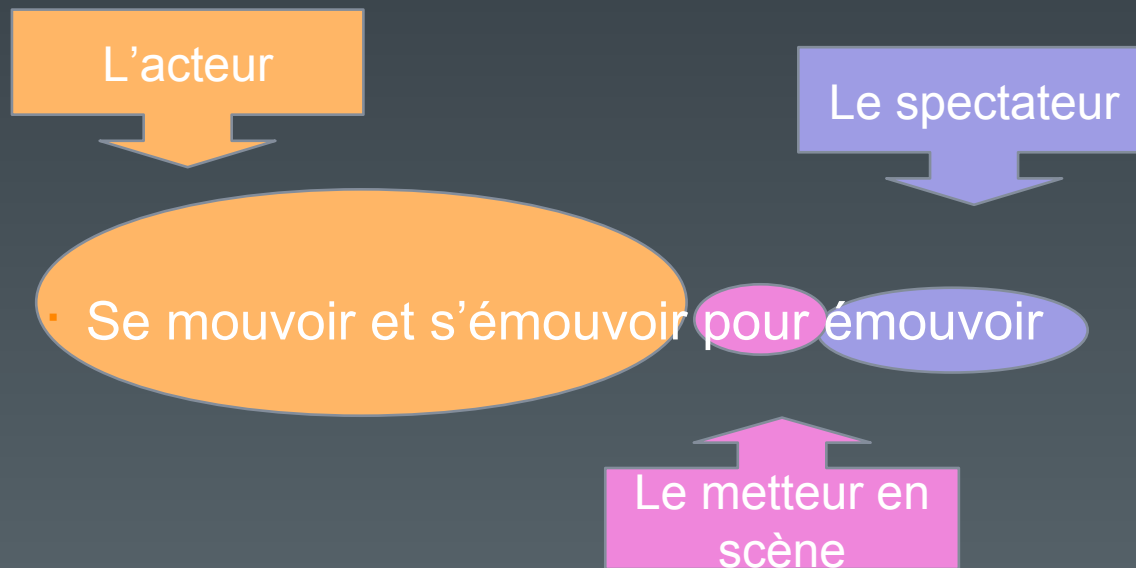 L’acteur
Le spectateur
Se mouvoir et s’émouvoir pour émouvoir
Le metteur en
scène